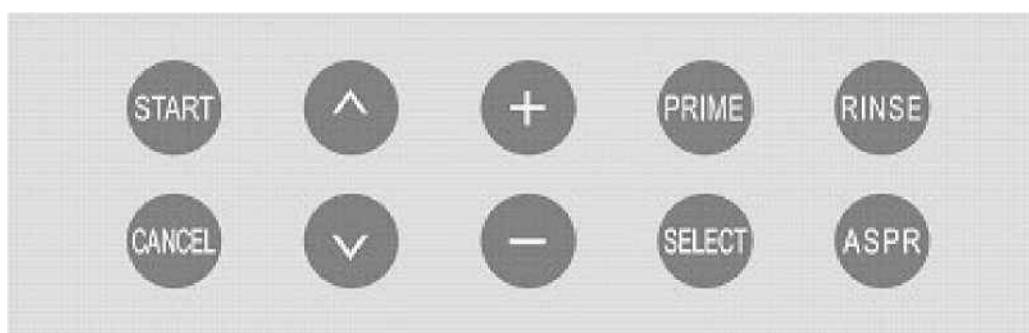 START ^ + PRIME RINSE
CANCEL v − SELECT ASPR